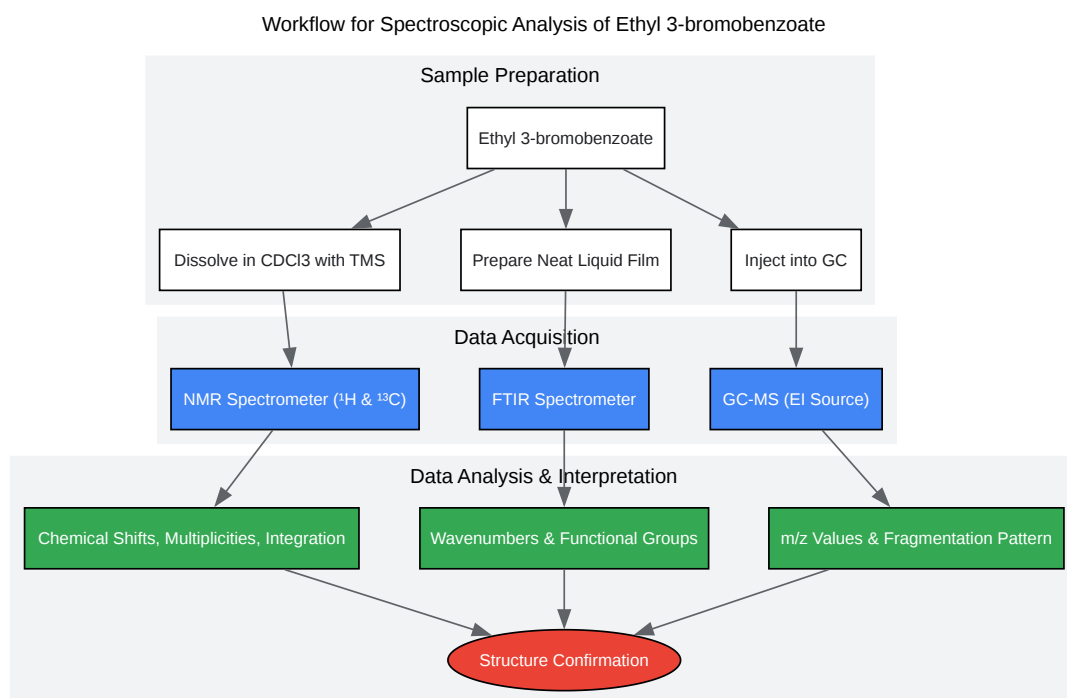 Workflow for Spectroscopic Analysis of Ethyl 3-bromobenzoate
Sample Preparation
Ethyl 3-bromobenzoate
Dissolve in CDCl3 with TMS
Prepare Neat Liquid Film
Inject into GC
Data Acquisition
NMR Spectrometer (¹H & ¹³C)
FTIR Spectrometer
GC-MS (EI Source)
Data Analysis & Interpretation
Chemical Shifts, Multiplicities, Integration
Wavenumbers & Functional Groups
m/z Values & Fragmentation Pattern
Structure Confirmation